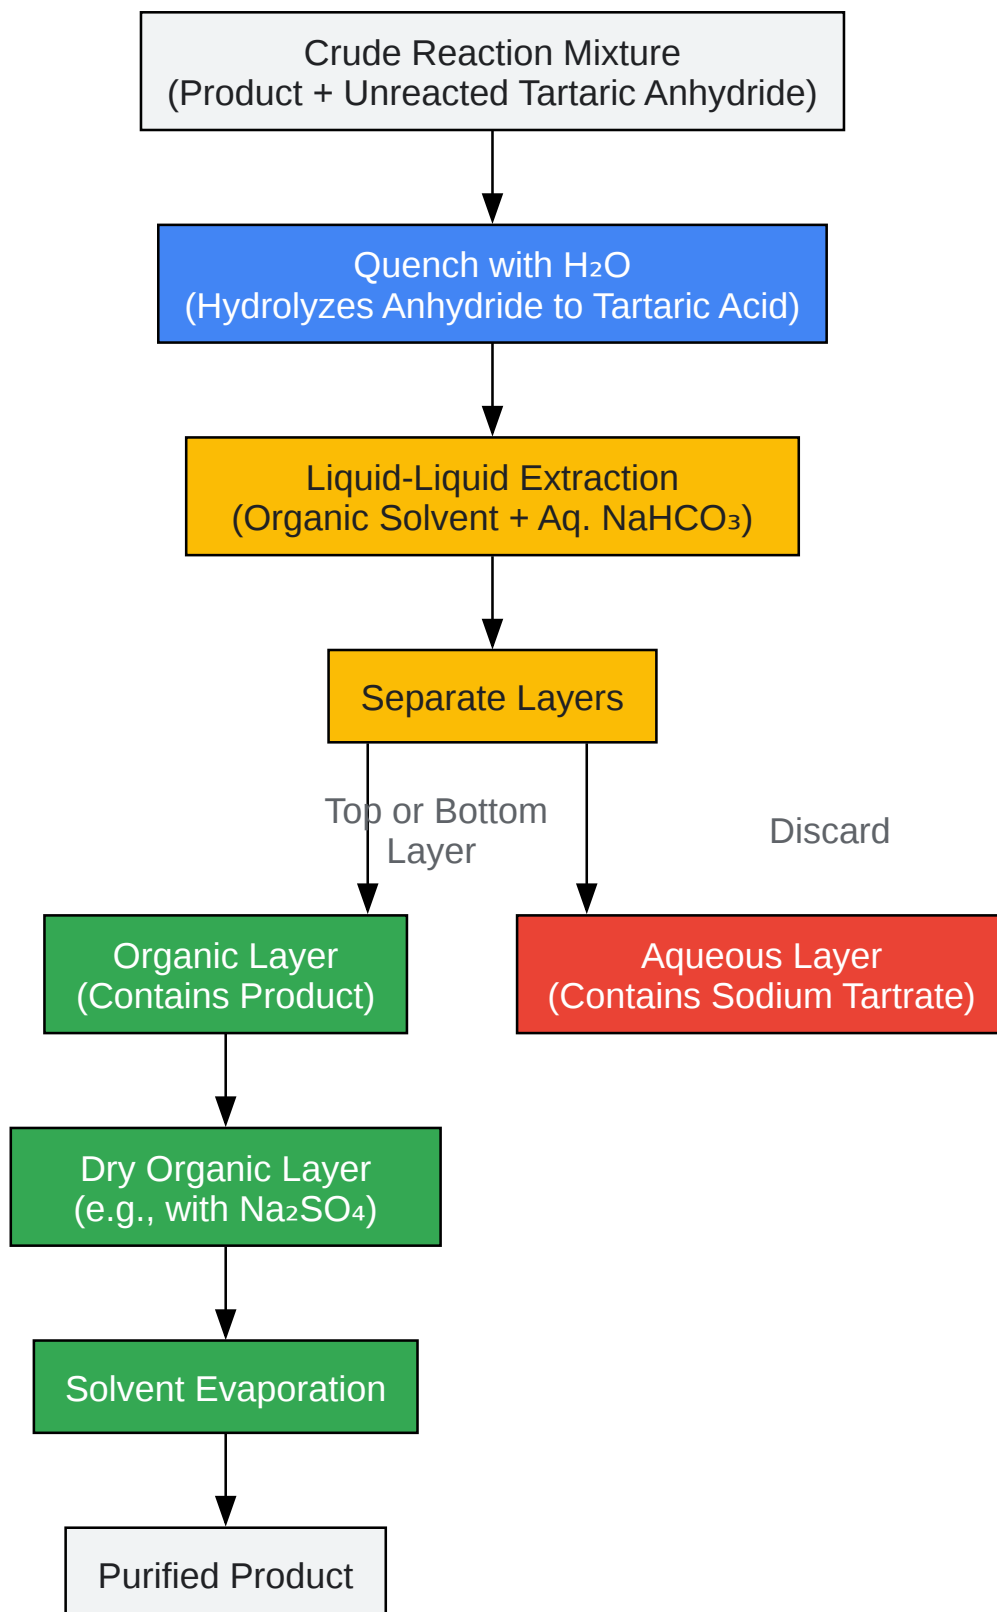 Crude Reaction Mixture
(Product + Unreacted Tartaric Anhydride)
Quench with H₂O
(Hydrolyzes Anhydride to Tartaric Acid)
Liquid-Liquid Extraction
(Organic Solvent + Aq. NaHCO₃)
Separate Layers
Top or Bottom
Layer
Discard
Organic Layer
(Contains Product)
Aqueous Layer
(Contains Sodium Tartrate)
Dry Organic Layer
(e.g., with Na₂SO₄)
Solvent Evaporation
Purified Product